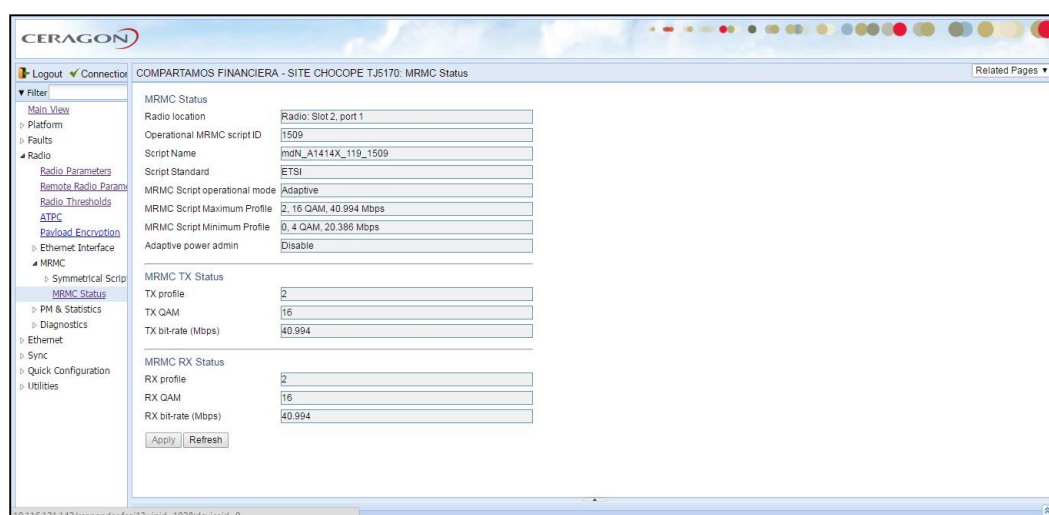 CERAGON
Logout Connection
COMPARTAMOS FINANCIERA - SITE CHOCOPE TJ5170: MRMC Status
Related Pages
Filter
Main View
Platform
Faults
Radio
Radio Parameters
Remote Radio Param
Radio Thresholds
ATPC
Payload Encryption
Ethernet Interface
MRMC
Symmetrical Scrip
MRMC Status
PM & Statistics
Diagnostics
Ethernet
Sync
Quick Configuration
Utilities
MRMC Status
Radio location Radio: Slot 2, port 1
Operational MRMC script ID 1509
Script Name mdN_A1414X_119_1509
Script Standard ETSI
MRMC Script operational mode Adaptive
MRMC Script Maximum Profile 2, 16 QAM, 40.994 Mbps
MRMC Script Minimum Profile 0, 4 QAM, 20.386 Mbps
Adaptive power admin Disable
MRMC TX Status
TX profile 2
TX QAM 16
TX bit-rate (Mbps) 40.994
MRMC RX Status
RX profile 2
RX QAM 16
RX bit-rate (Mbps) 40.994
Apply Refresh